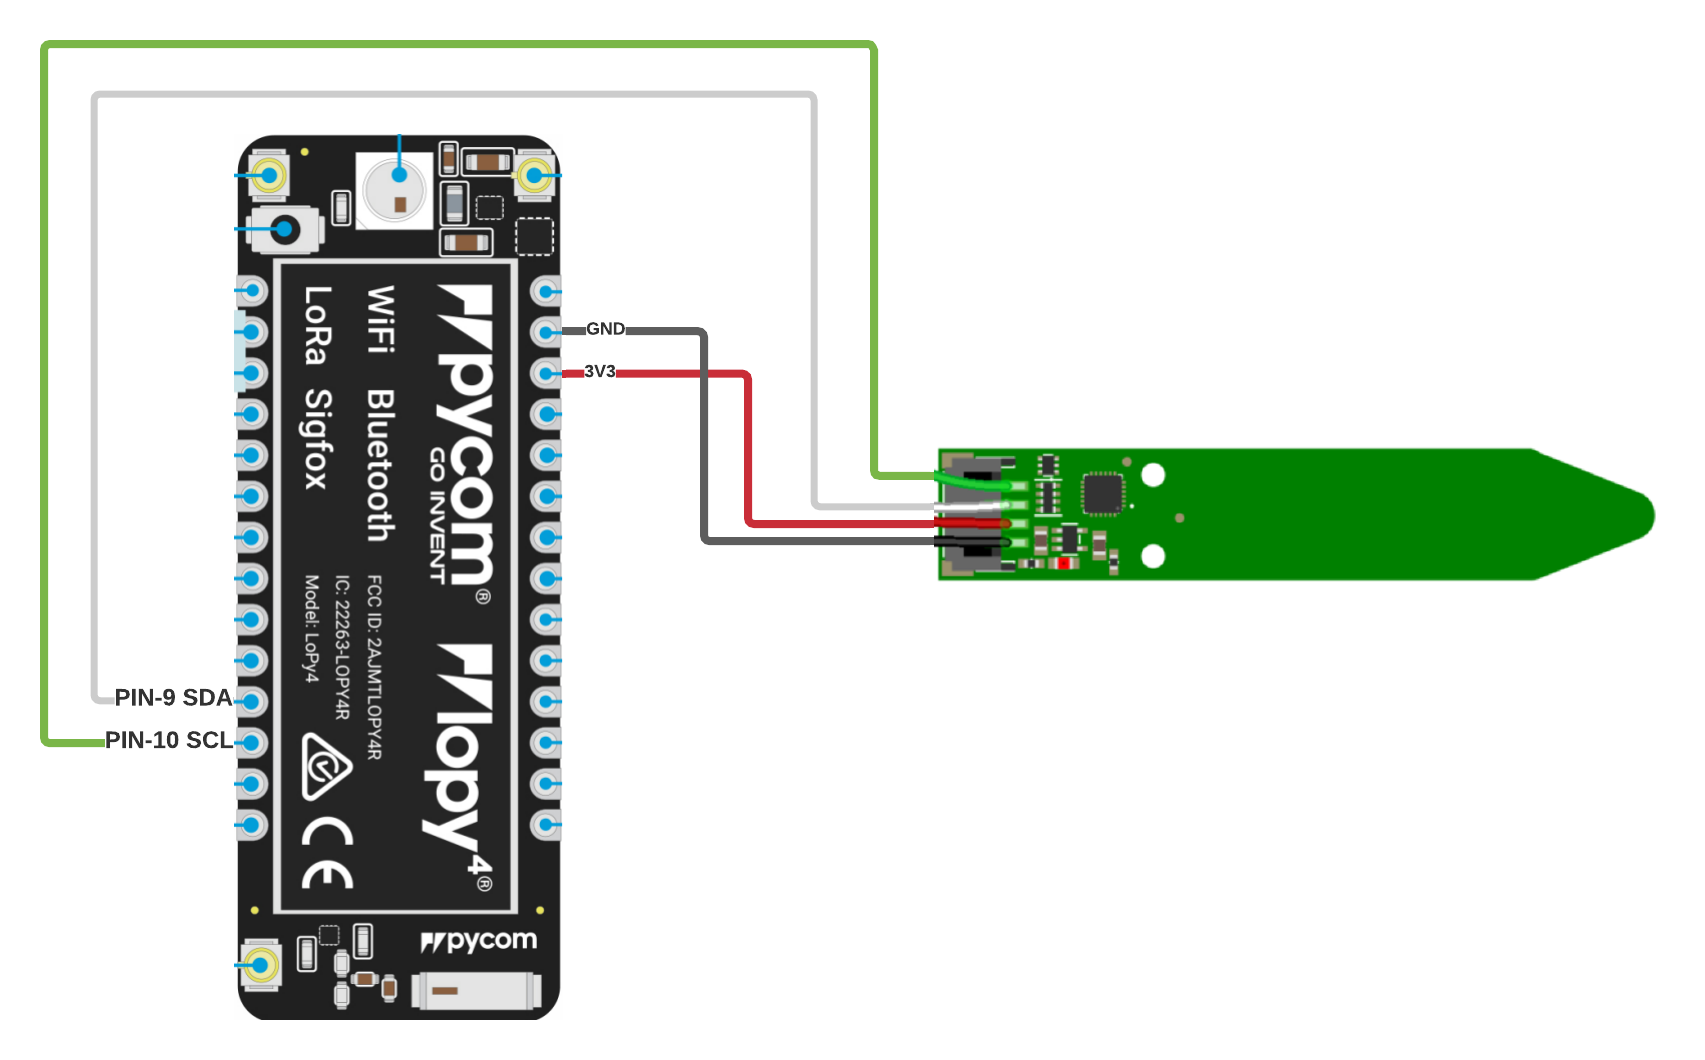 GND
3V3
PIN-9 SDA
PIN-10 SCL
pycom®
GO INVENT
lopy4®
WiFi Bluetooth
LoRa Sigfox
FCC ID: 2AJMTLOPY4R
IC: 22263-LOPY4R
Model: LoPy4
CE
pycom